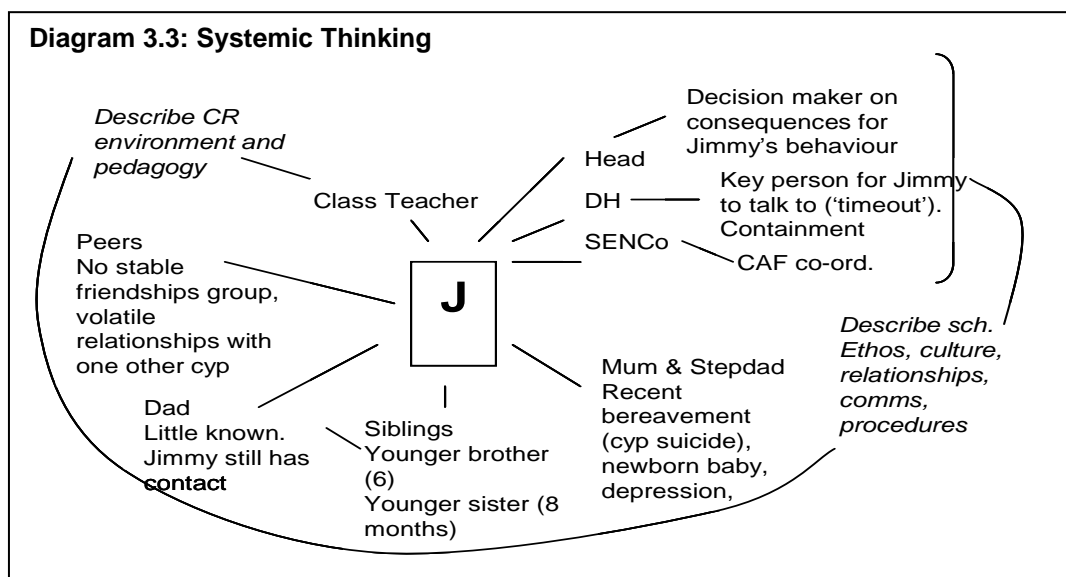 Diagram 3.3: Systemic Thinking
Describe CR
environment and
pedagogy
Class Teacher
Head
Decision maker on
consequences for
Jimmy’s behaviour
DH
Key person for Jimmy
to talk to (‘timeout’).
Containment
SENCo
CAF co-ord.
Peers
No stable
friendships group,
volatile
relationships with
one other cyp
J
Describe sch.
Ethos, culture,
relationships,
comms,
procedures
Dad
Little known.
Jimmy still has
contact
Siblings
Younger brother
(6)
Younger sister (8
months)
Mum & Stepdad
Recent
bereavement
(cyp suicide),
newborn baby,
depression,